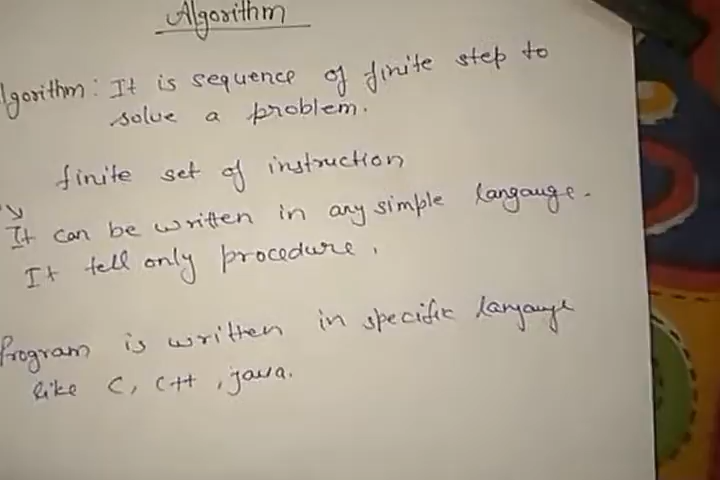 Algorithm
lgorithm: It is sequence of finite step to
solve a problem.
finite set of instruction
It can be written in any simple langauge.
It tell only procedure.
Program is written in specific langauge
like C, C++, java.